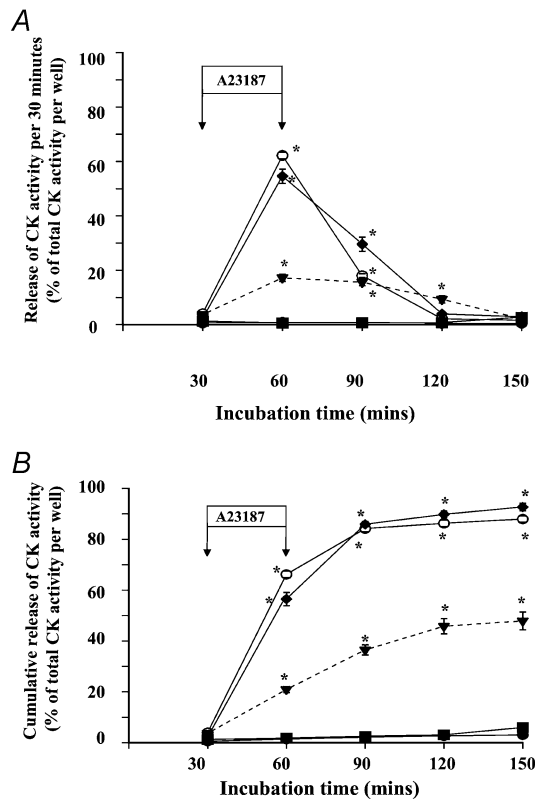 A
Release of CK activity per 30 minutes
(% of total CK activity per well)
100
80
60
40
20
0
A23187
*
*
*
*
*
*
*
30 60 90 120 150
Incubation time (mins)
B
Cumulative release of CK activity
(% of total CK activity per well)
100
80
60
40
20
0
A23187
*
*
*
*
*
*
*
*
*
*
*
*
30 60 90 120 150
Incubation time (mins)